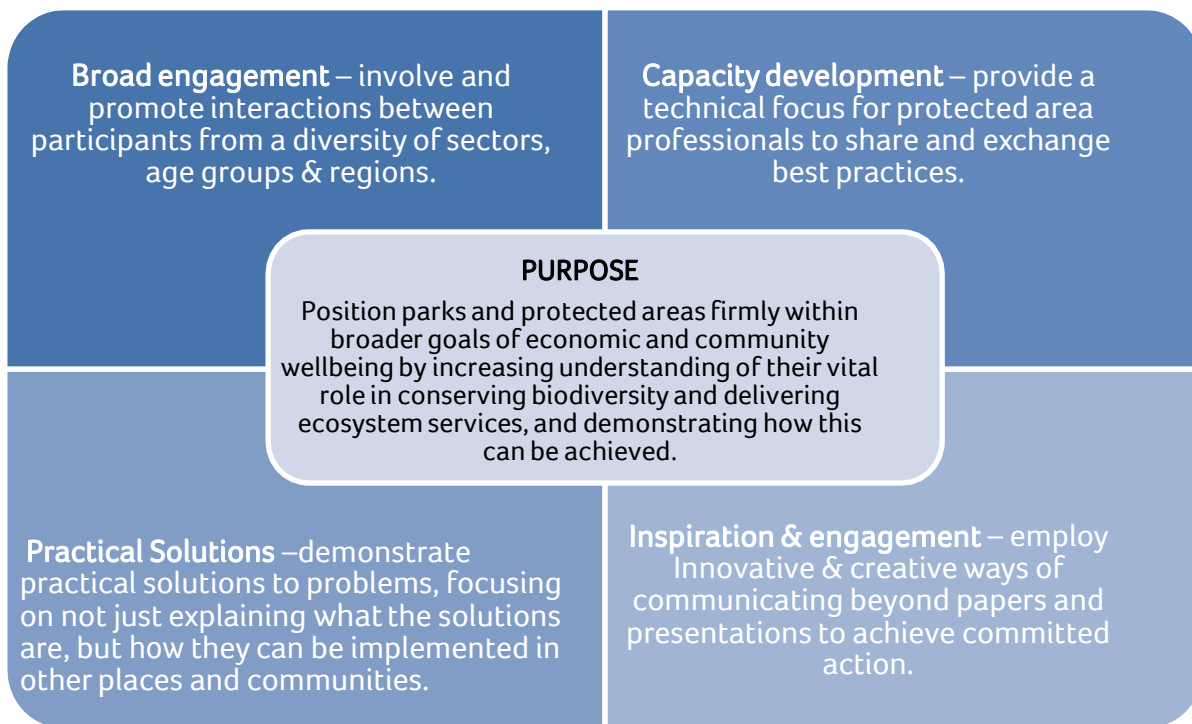 Broad engagement – involve and
promote interactions between
participants from a diversity of sectors,
age groups & regions.
Capacity development – provide a
technical focus for protected area
professionals to share and exchange
best practices.
PURPOSE
Position parks and protected areas firmly within
broader goals of economic and community
wellbeing by increasing understanding of their vital
role in conserving biodiversity and delivering
ecosystem services, and demonstrating how this
can be achieved.
Practical Solutions –demonstrate
practical solutions to problems, focusing
on not just explaining what the solutions
are, but how they can be implemented in
other places and communities.
Inspiration & engagement – employ
Innovative & creative ways of
communicating beyond papers and
presentations to achieve committed
action.